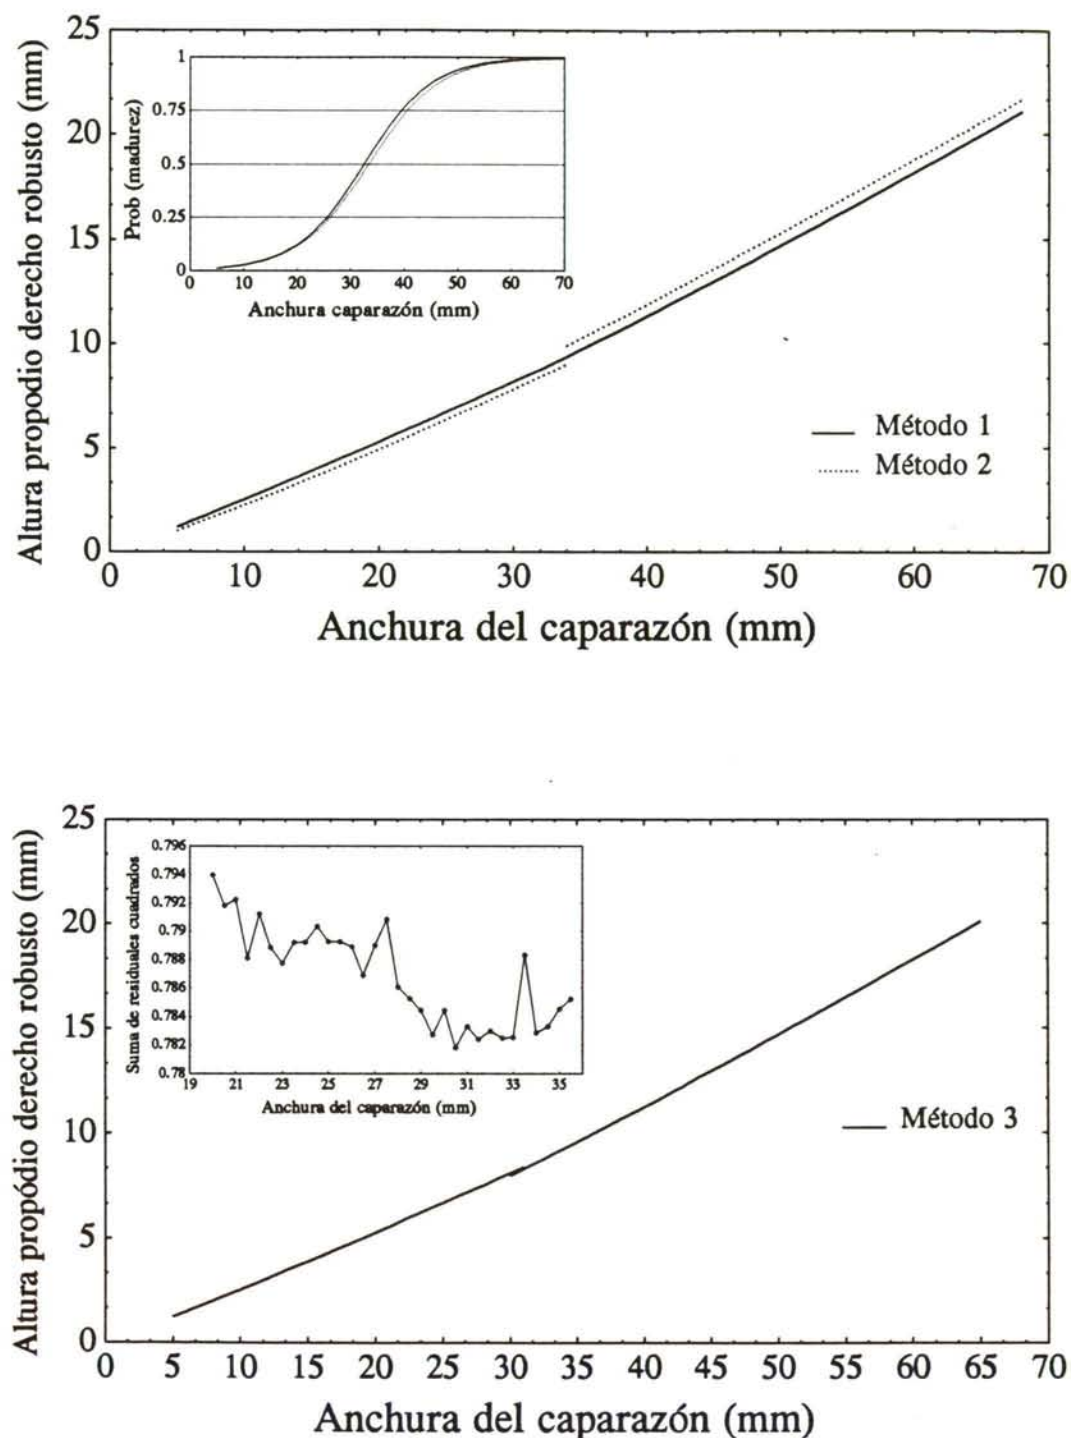 Altura propodio derecho robusto (mm)
25
20
15
10
5
0
0 10 20 30 40 50 60 70
Anchura del caparazón (mm)
Prob (madurez)
1
0.75
0.5
0.25
0
0 10 20 30 40 50 60 70
Anchura caparazón (mm)
Método 1
Método 2
Altura propódio derecho robusto (mm)
25
20
15
10
5
0
0 5 10 15 20 25 30 35 40 45 50 55 60 65 70
Anchura del caparazón (mm)
Suma de residuales cuadrados
0.796
0.794
0.792
0.79
0.788
0.786
0.784
0.782
0.78
19 21 23 25 27 29 31 33 35
Anchura del caparazón (mm)
Método 3